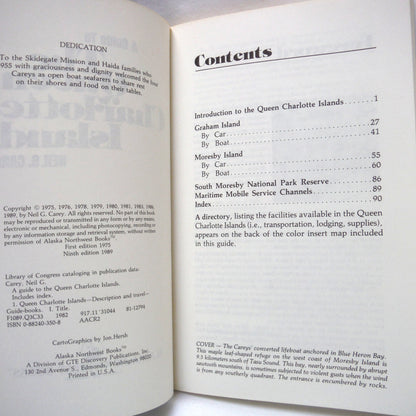 DEDICATION
To the Skidegate Mission and Haida families who
1955 with graciousness and dignity welcomed the
Careys as open boat seafarers to share rest
on their shores and food on their tables.
Copyright © 1975, 1976, 1978, 1979, 1980, 1981, 1983, 1986,
1989, by Neil G. Carey. All rights reserved. No part of this book
may be reproduced or transmitted in any form or by any means,
electronic or mechanical, including photocopying, recording or
by any information storage and retrieval system, without written
permission of Alaska Northwest Books™
First edition 1975
Ninth edition 1989
Library of Congress cataloging in publication data:
Carey, Neil G.
A guide to the Queen Charlotte Islands.
Includes index.
1. Queen Charlotte Islands—Description and travel—
Guide-books. I. Title.
F1089.Q3C33 1982 917.11'31044 81-12794
ISBN 0-88240-350-8 AACR2
CartoGraphics by Jon.Hersh
Alaska Northwest Books™
A Division of GTE Discovery Publications, Inc.
130 2nd Avenue S., Edmonds, Washington 98020
Printed in U.S.A.
Contents
Introduction to the Queen Charlotte Islands 1
Graham Island
By Car 27
By Boat 41
Moresby Island
By Car 55
By Boat 60
South Moresby National Park Reserve 86
Maritime Mobile Service Channels 89
Index 90
A directory, listing the facilities available in the Queen
Charlotte Islands (i.e., transportation, lodging, supplies),
appears on the back of the color insert map included in
this guide.
COVER — The Careys' converted lifeboat anchored in Blue Heron Bay.
This maple leaf-shaped refuge on the west coast of Moresby Island is
9.5 kilometers south of Tasu Sound. This bay, nearly surrounded by abrupt
sawtooth mountains, is sometimes subjected to violent gusts when the wind
is from any southerly quadrant. The entrance is encumbered by rocks.